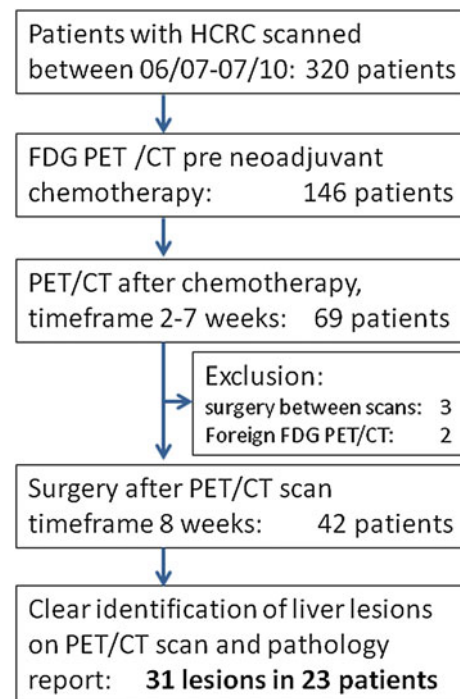 Patients with HCRC scanned
between 06/07-07/10: 320 patients
FDG PET /CT pre neoadjuvant
chemotherapy: 146 patients
PET/CT after chemotherapy,
timeframe 2-7 weeks: 69 patients
Exclusion:
surgery between scans: 3
Foreign FDG PET/CT: 2
Surgery after PET/CT scan
timeframe 8 weeks: 42 patients
Clear identification of liver lesions
on PET/CT scan and pathology
report: 31 lesions in 23 patients